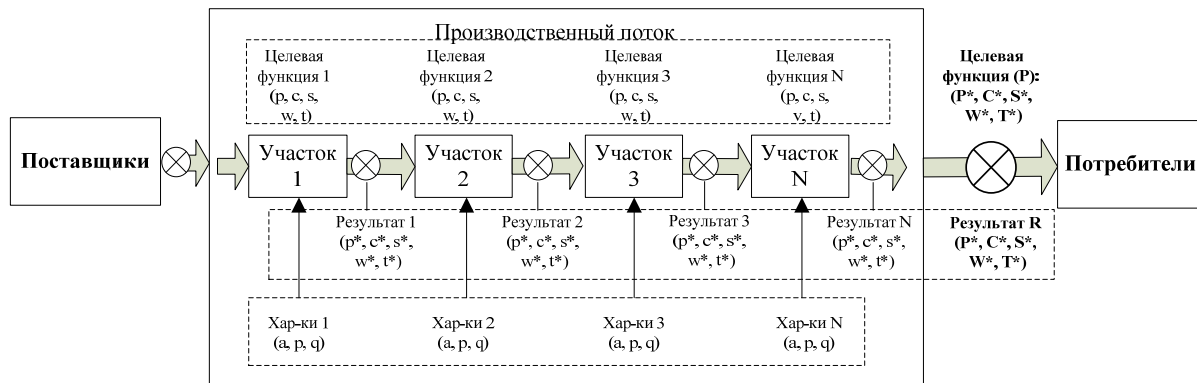 Производственный поток
Целевая
функция 1
(p, c, s,
w, t)
Целевая
функция 2
(p, c, s,
w, t)
Целевая
функция 3
(p, c, s,
w, t)
Целевая
функция N
(p, c, s,
v, t)
Целевая
функция (P):
(P*, C*, S*,
W*, T*)
Поставщики
Участок
1
Участок
2
Участок
3
Участок
N
Потребители
Результат 1
(p*, c*, s*,
w*, t*)
Результат 2
(p*, c*, s*,
w*, t*)
Результат 3
(p*, c*, s*,
w*, t*)
Результат N
(p*, c*, s*,
w*, t*)
Результат R
(P*, C*, S*,
W*, T*)
Хар-ки 1
(a, p, q)
Хар-ки 2
(a, p, q)
Хар-ки 3
(a, p, q)
Хар-ки N
(a, p, q)